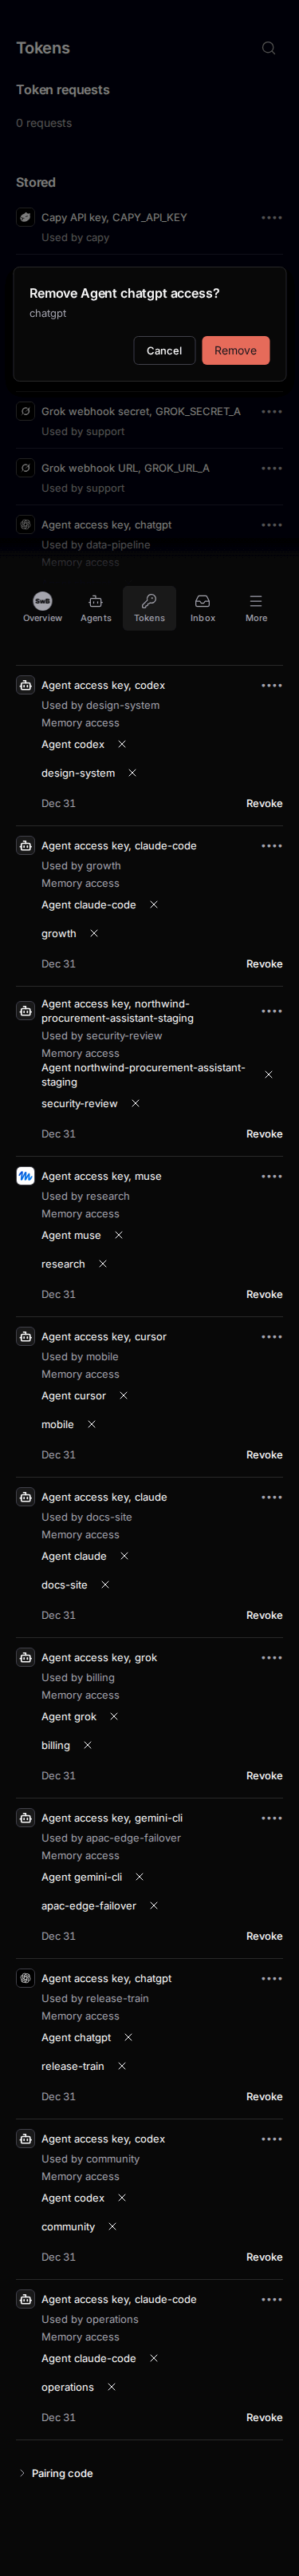 Tokens
Token requests
0 requests
Stored
Capy API key, CAPY_API_KEY
Used by capy
Remove Agent chatgpt access?
chatgpt
Cancel
Remove
Grok webhook secret, GROK_SECRET_A
Used by support
Grok webhook URL, GROK_URL_A
Used by support
Agent access key, chatgpt
Used by data-pipeline
Memory access
SwB
Overview
Agents
Tokens
Inbox
More
Agent access key, codex
Used by design-system
Memory access
Agent codex
design-system
Dec 31
Revoke
Agent access key, claude-code
Used by growth
Memory access
Agent claude-code
growth
Dec 31
Revoke
Agent access key, northwind-
procurement-assistant-staging
Used by security-review
Memory access
Agent northwind-procurement-assistant-
staging
security-review
Dec 31
Revoke
Agent access key, muse
Used by research
Memory access
Agent muse
research
Dec 31
Revoke
Agent access key, cursor
Used by mobile
Memory access
Agent cursor
mobile
Dec 31
Revoke
Agent access key, claude
Used by docs-site
Memory access
Agent claude
docs-site
Dec 31
Revoke
Agent access key, grok
Used by billing
Memory access
Agent grok
billing
Dec 31
Revoke
Agent access key, gemini-cli
Used by apac-edge-failover
Memory access
Agent gemini-cli
apac-edge-failover
Dec 31
Revoke
Agent access key, chatgpt
Used by release-train
Memory access
Agent chatgpt
release-train
Dec 31
Revoke
Agent access key, codex
Used by community
Memory access
Agent codex
community
Dec 31
Revoke
Agent access key, claude-code
Used by operations
Memory access
Agent claude-code
operations
Dec 31
Revoke
Pairing code